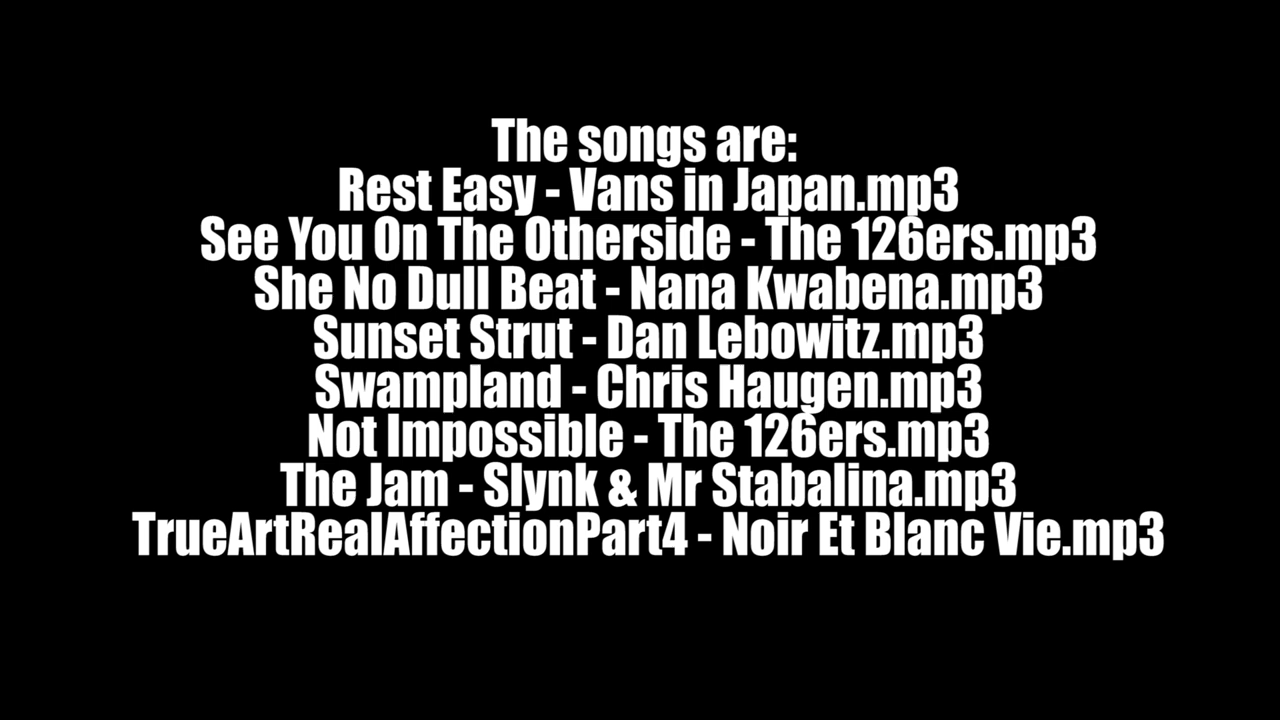 The songs are:
Rest Easy - Vans in Japan.mp3
See You On The Otherside - The 126ers.mp3
She No Dull Beat - Nana Kwabena.mp3
Sunset Strut - Dan Lebowitz.mp3
Swampland - Chris Haugen.mp3
Not Impossible - The 126ers.mp3
The Jam - Slynk & Mr Stabalina.mp3
TrueArtRealAffectionPart4 - Noir Et Blanc Vie.mp3